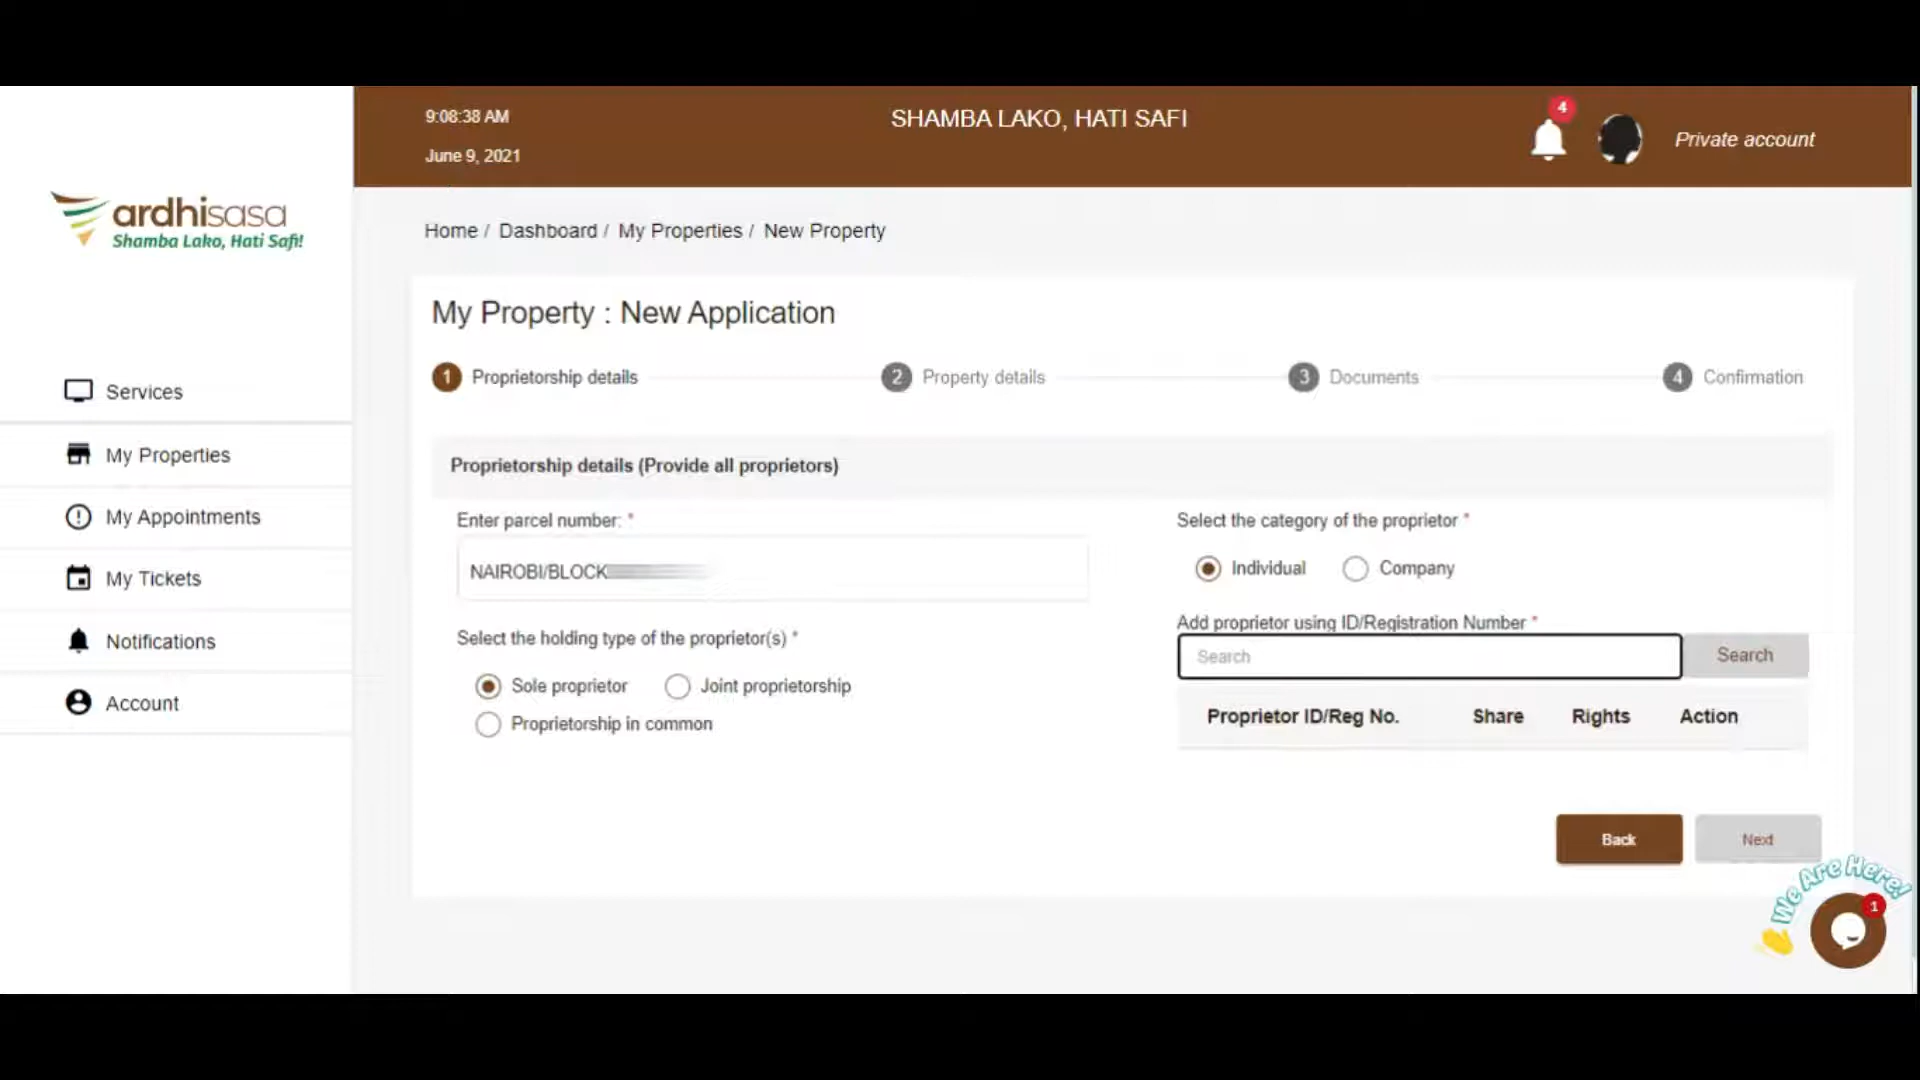 9:08:38 AM
June 9, 2021
SHAMBA LAKO, HATI SAFI
4
Private account
ardhisasa
Shamba Lako, Hati Safi!
Home / Dashboard / My Properties / New Property
My Property : New Application
1 Proprietorship details
2 Property details
3 Documents
4 Confirmation
Services
My Properties
My Appointments
My Tickets
Notifications
Account
Proprietorship details (Provide all proprietors)
Enter parcel number: *
NAIROBI/BLOCK
Select the holding type of the proprietor(s) *
Sole proprietor
Joint proprietorship
Proprietorship in common
Select the category of the proprietor *
Individual
Company
Add proprietor using ID/Registration Number *
Search
Search
Proprietor ID/Reg No. Share Rights Action
Back
Next
We Are Here!
1